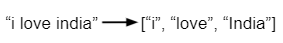 “i love india” → [“i”, “love”, “India”]